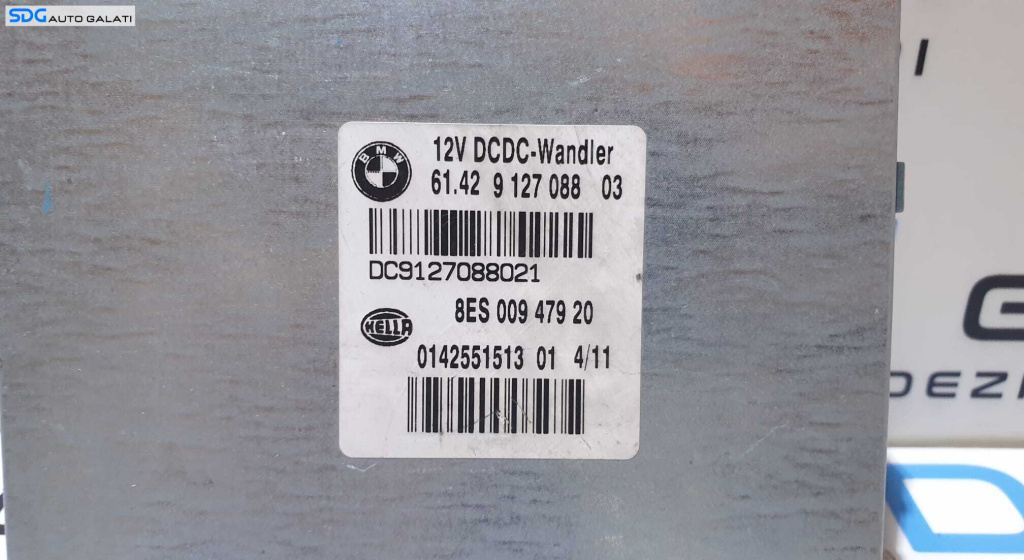 SDG AUTO GALATI
BMW
12V DCDC-Wandler
61.42 9 127 088 03
DC9127088021
8ES 009 479 20
HELLA
0142551513 01 4/11